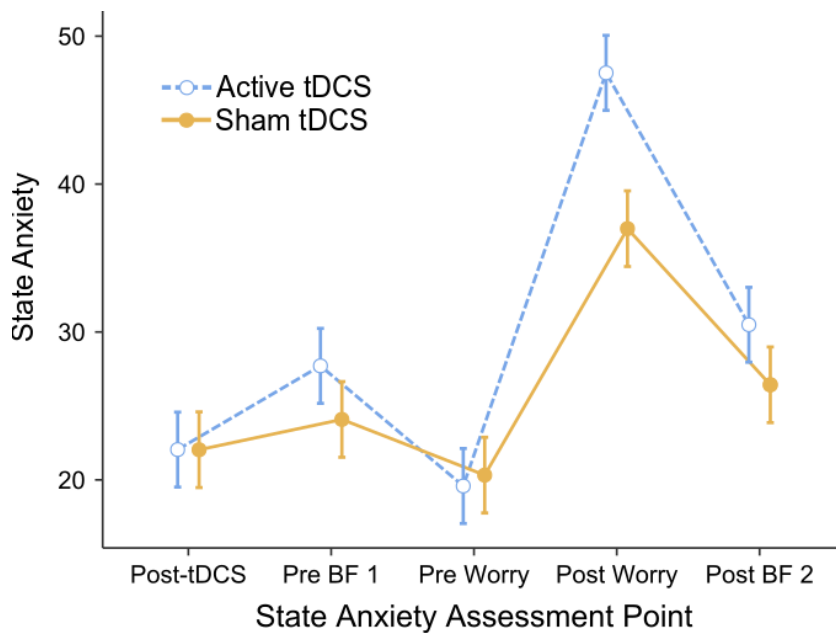 50
40
30
20
State Anxiety
Active tDCS
Sham tDCS
Post-tDCS
Pre BF 1
Pre Worry
Post Worry
Post BF 2
State Anxiety Assessment Point